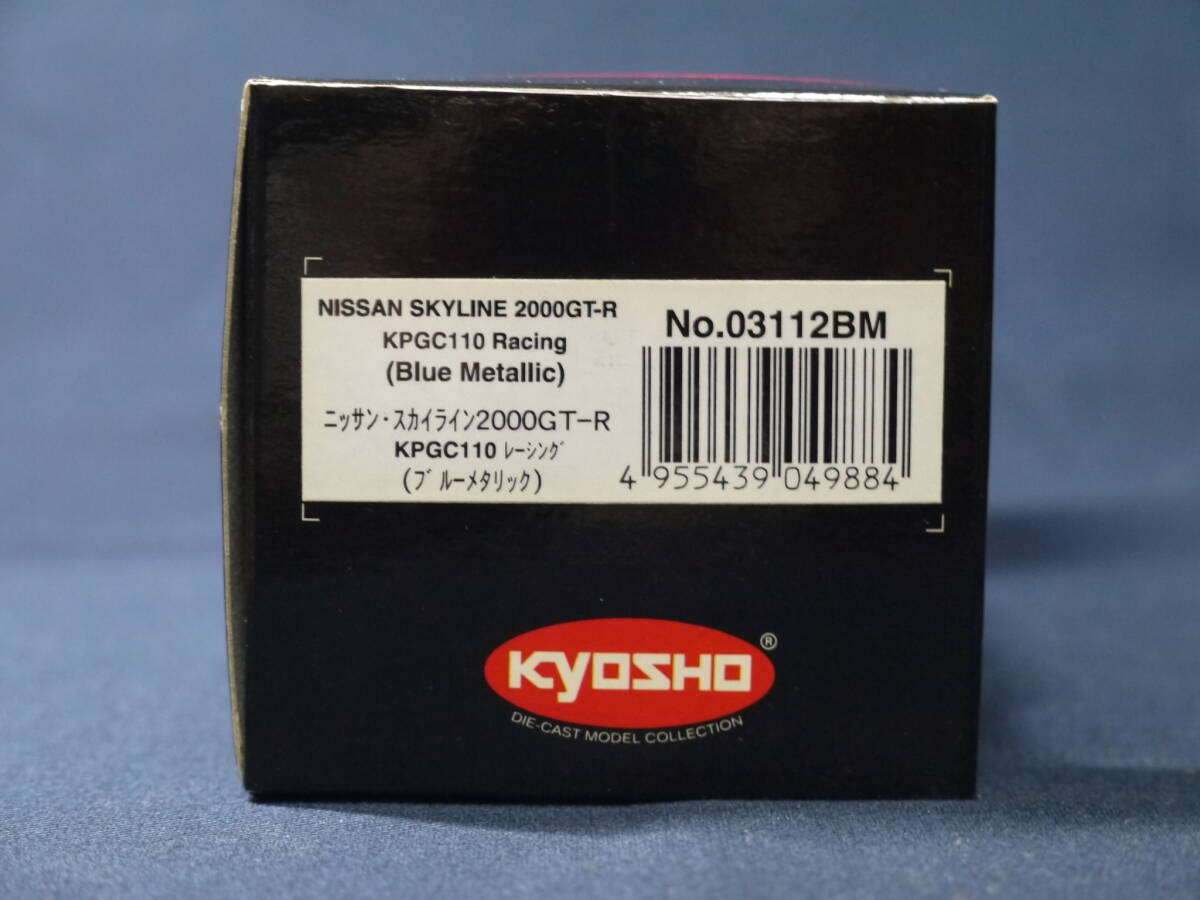 NISSAN SKYLINE 2000GT-R
KPGC110 Racing
(Blue Metallic)
ニッサン・スカイライン2000GT-R
KPGC110 ﾚｰｼﾝｸﾞ
(ﾌﾞﾙｰﾒﾀﾘｯｸ)
No.03112BM
4 955439 049884
KYOSHO ®
DIE-CAST MODEL COLLECTION